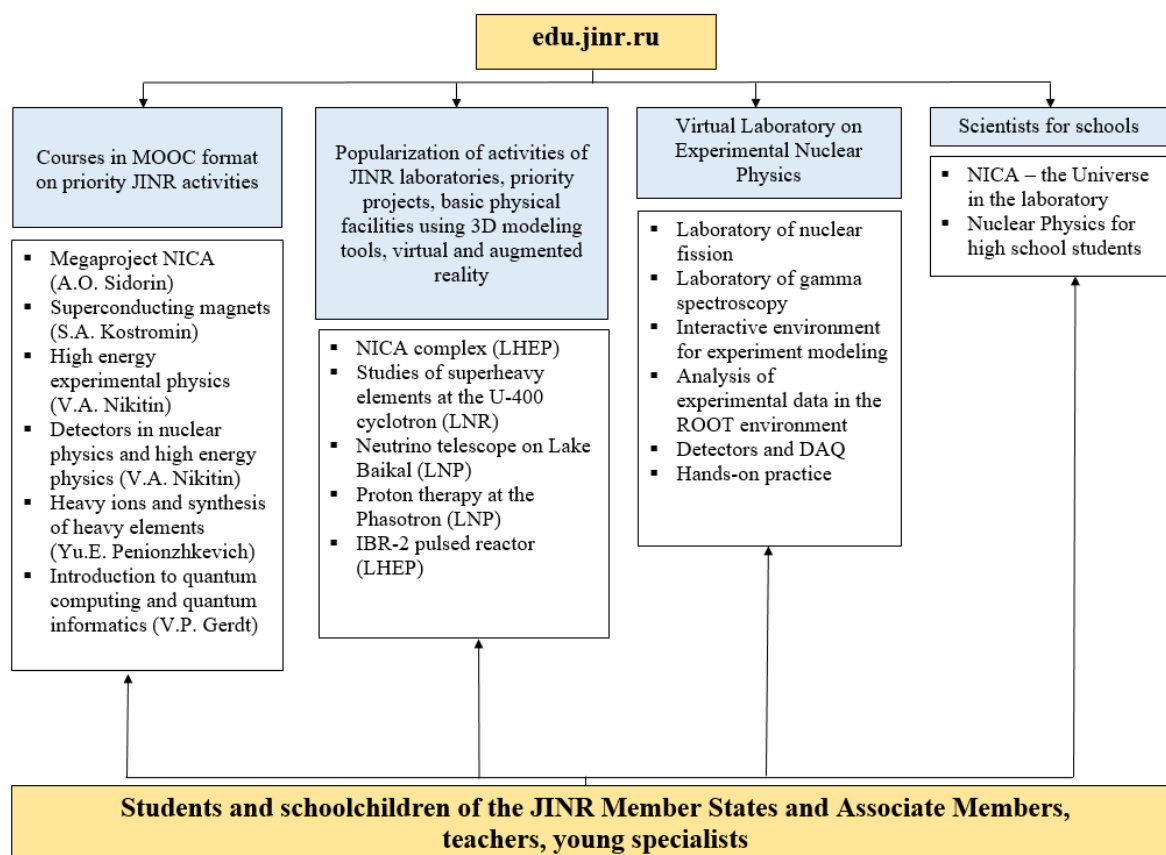 edu.jinr.ru
Courses in MOOC format
on priority JINR activities
▪ Megaproject NICA
(A.O. Sidorin)
▪ Superconducting magnets
(S.A. Kostromin)
▪ High energy
experimental physics
(V.A. Nikitin)
▪ Detectors in nuclear
physics and high energy
physics (V.A. Nikitin)
▪ Heavy ions and synthesis
of heavy elements
(Yu.E. Penionzhkevich)
▪ Introduction to quantum
computing and quantum
informatics (V.P. Gerdt)
Popularization of activities of
JINR laboratories, priority
projects, basic physical
facilities using 3D modeling
tools, virtual and augmented
reality
▪ NICA complex (LHEP)
▪ Studies of superheavy
elements at the U-400
cyclotron (LNR)
▪ Neutrino telescope on Lake
Baikal (LNP)
▪ Proton therapy at the
Phasotron (LNP)
▪ IBR-2 pulsed reactor
(LHEP)
Virtual Laboratory on
Experimental Nuclear
Physics
▪ Laboratory of nuclear
fission
▪ Laboratory of gamma
spectroscopy
▪ Interactive environment
for experiment modeling
▪ Analysis of
experimental data in the
ROOT environment
▪ Detectors and DAQ
▪ Hands-on practice
Scientists for schools
▪ NICA – the Universe
in the laboratory
▪ Nuclear Physics for
high school students
Students and schoolchildren of the JINR Member States and Associate Members,
teachers, young specialists